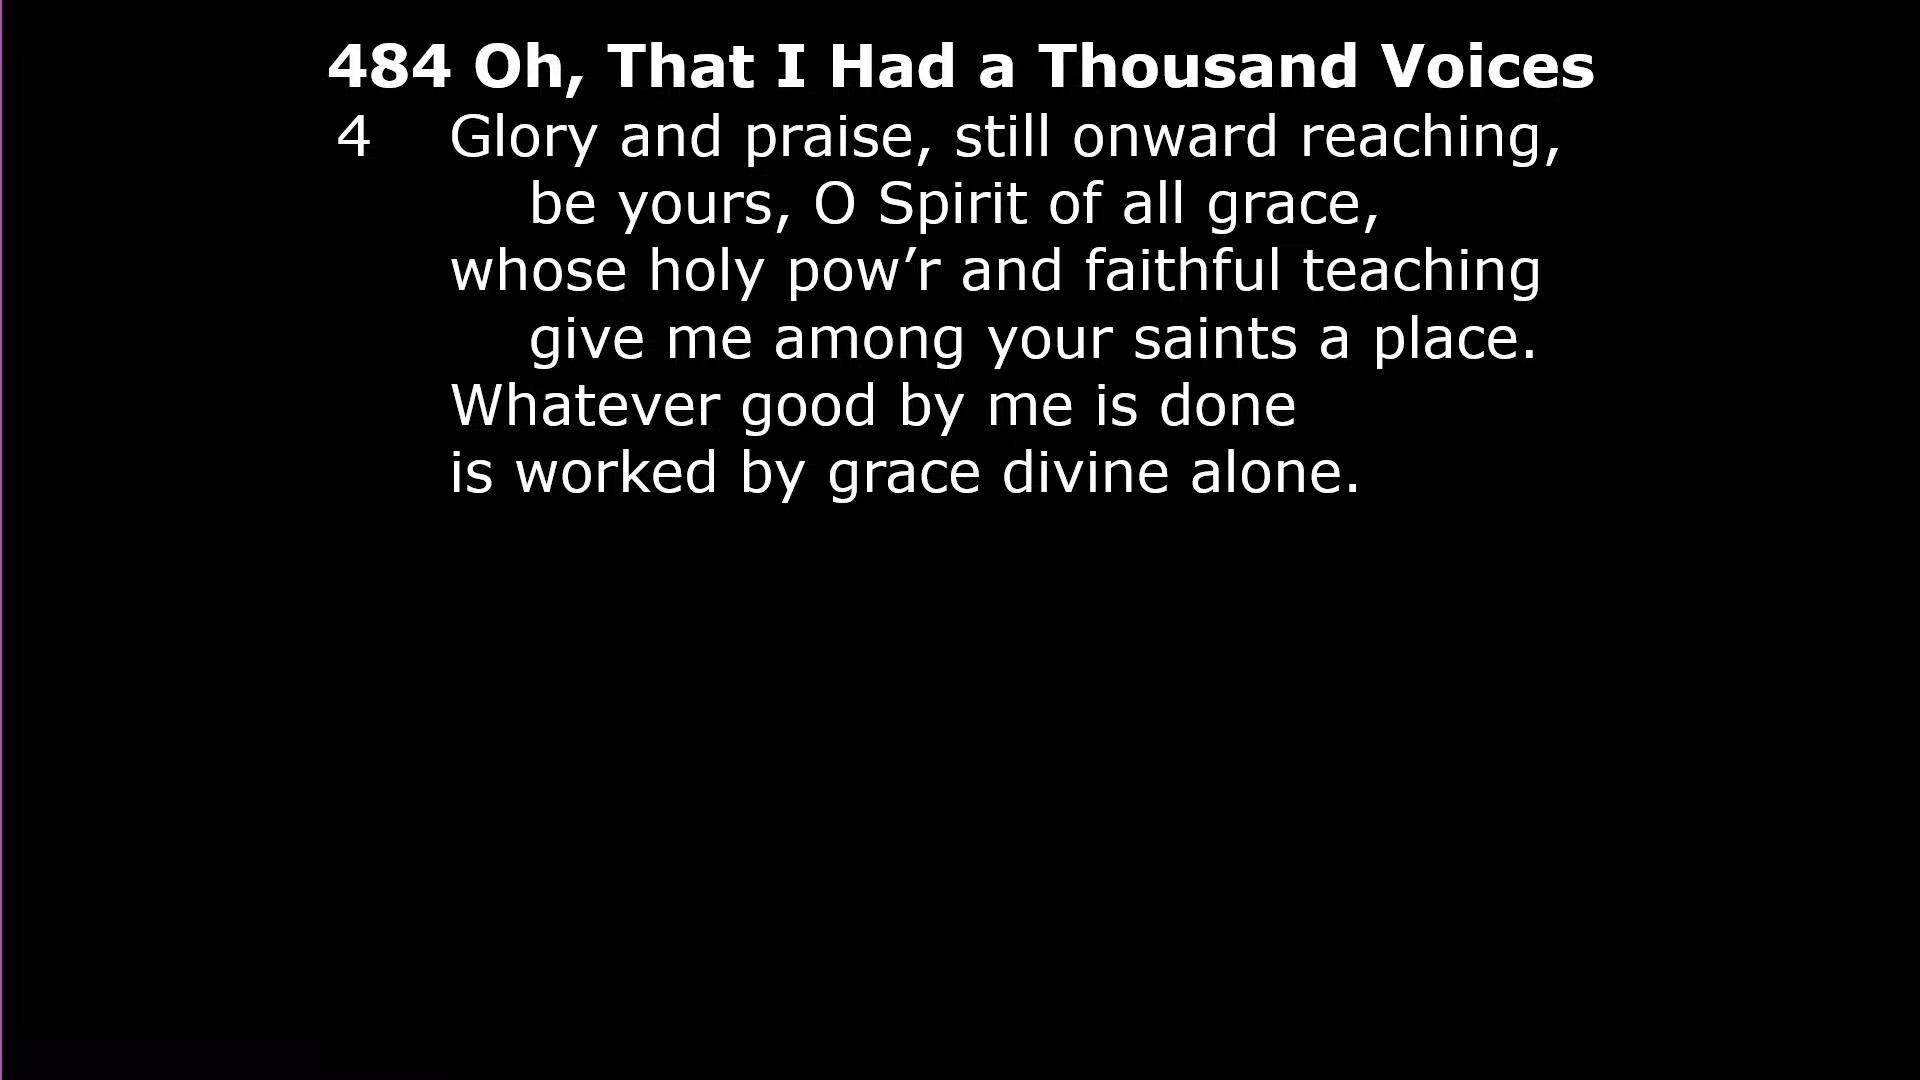 484 Oh, That I Had a Thousand Voices
4 Glory and praise, still onward reaching,
be yours, O Spirit of all grace,
whose holy pow’r and faithful teaching
give me among your saints a place.
Whatever good by me is done
is worked by grace divine alone.